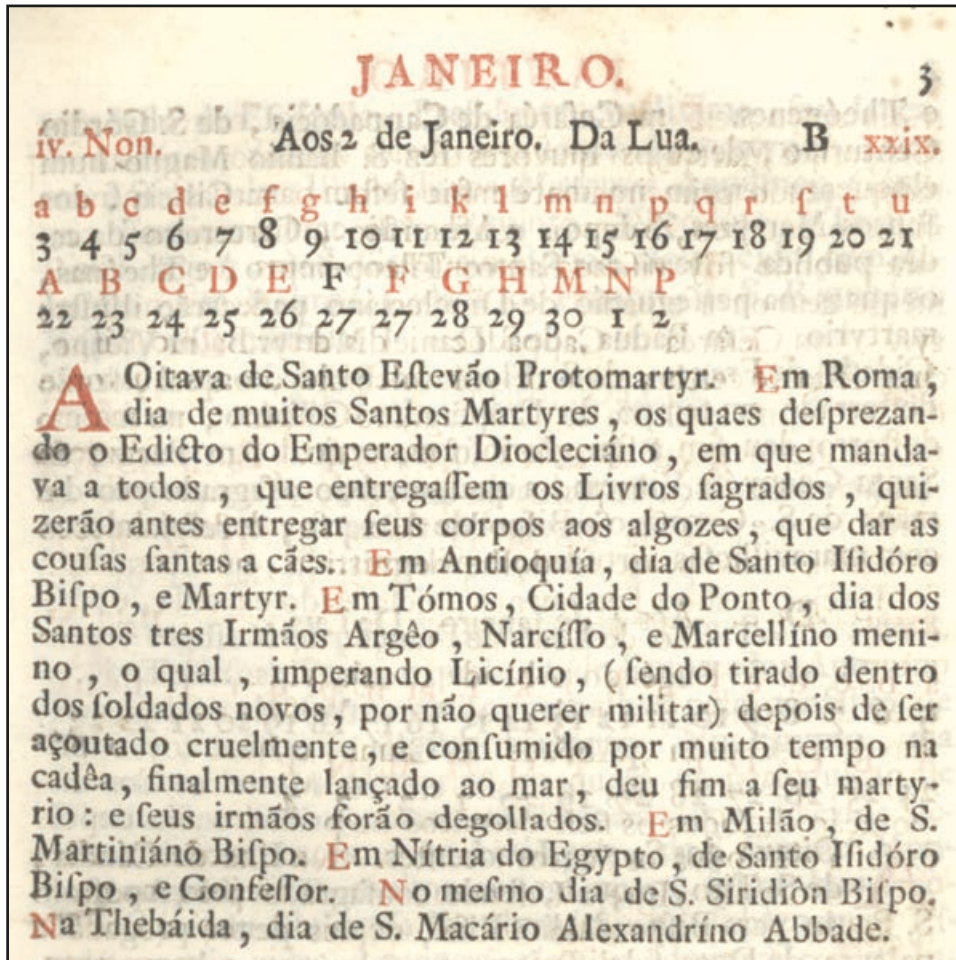 JANEIRO. 3
iv. Non. Aos 2 de Janeiro. Da Lua. B xxix.
a b c d e f g h i k l m n p q r ſ t u
3 4 5 6 7 8 9 10 11 12 13 14 15 16 17 18 19 20 21
A B C D E F F G H M N P
22 23 24 25 26 27 27 28 29 30 1 2
A Oitava de Santo Eſtevão Protomartyr. Em Roma,
dia de muitos Santos Martyres, os quaes deſprezan-
do o Edicto do Emperador Diocleciáno, em que manda-
va a todos, que entregaſſem os Livros ſagrados, qui-
zerão antes entregar ſeus corpos aos algozes, que dar as
couſas ſantas a cães. Em Antioquía, dia de Santo Iſidóro
Biſpo, e Martyr. Em Tómos, Cidade do Ponto, dia dos
Santos tres Irmãos Argêo, Narcíſſo, e Marcellíno meni-
no, o qual, imperando Licínio, (ſendo tirado dentro
dos ſoldados novos, por não querer militar) depois de ſer
açoutado cruelmente, e conſumido por muito tempo na
cadêa, finalmente lançado ao mar, deu fim a ſeu marty-
rio: e ſeus irmãos forão degollados. Em Milão, de S.
Martiniáno Biſpo. Em Nítria do Egypto, de Santo Iſidóro
Biſpo, e Confeſſor. No meſmo dia de S. Siridiôn Biſpo.
Na Thebáida, dia de S. Macário Alexandríno Abbade.